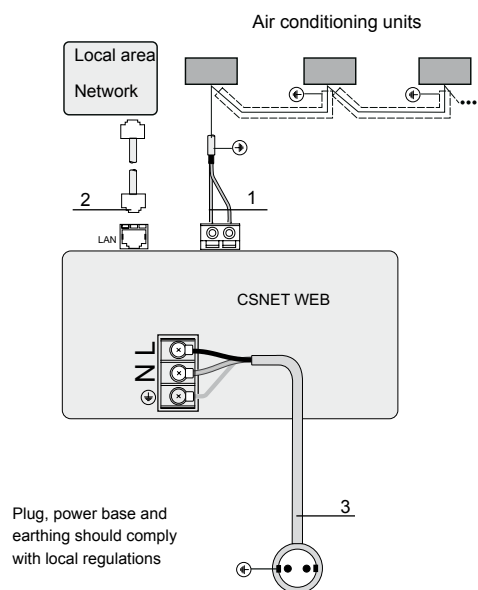 Air conditioning units
Local area
Network
2
1
LAN
CSNET WEB
L
N
3
Plug, power base and
earthing should comply
with local regulations